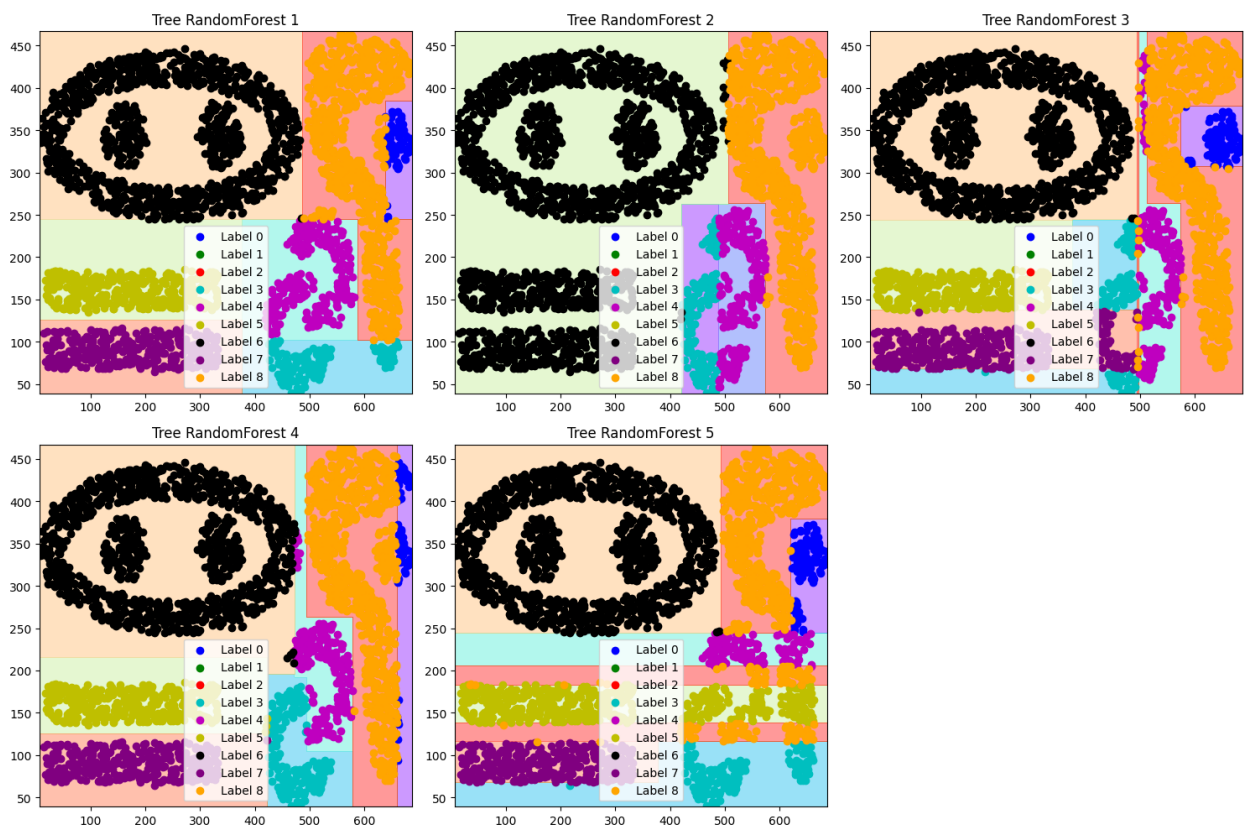 Tree RandomForest 1
450
400
350
300
250
200
150
100
50
100 200 300 400 500 600
Label 0
Label 1
Label 2
Label 3
Label 4
Label 5
Label 6
Label 7
Label 8
Tree RandomForest 2
450
400
350
300
250
200
150
100
50
100 200 300 400 500 600
Label 0
Label 1
Label 2
Label 3
Label 4
Label 5
Label 6
Label 7
Label 8
Tree RandomForest 3
450
400
350
300
250
200
150
100
50
100 200 300 400 500 600
Label 0
Label 1
Label 2
Label 3
Label 4
Label 5
Label 6
Label 7
Label 8
Tree RandomForest 4
450
400
350
300
250
200
150
100
50
100 200 300 400 500 600
Label 0
Label 1
Label 2
Label 3
Label 4
Label 5
Label 6
Label 7
Label 8
Tree RandomForest 5
450
400
350
300
250
200
150
100
50
100 200 300 400 500 600
Label 0
Label 1
Label 2
Label 3
Label 4
Label 5
Label 6
Label 7
Label 8